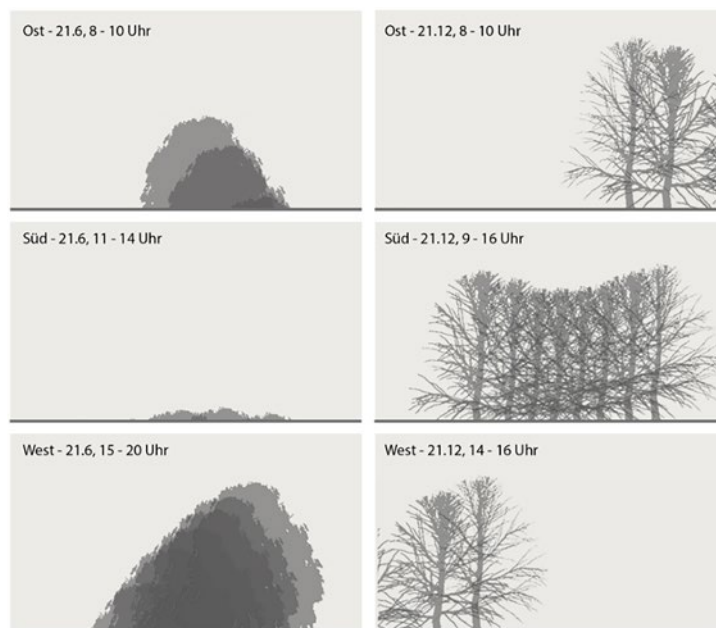 Ost - 21.6, 8 - 10 Uhr
Ost - 21.12, 8 - 10 Uhr
Süd - 21.6, 11 - 14 Uhr
Süd - 21.12, 9 - 16 Uhr
West - 21.6, 15 - 20 Uhr
West - 21.12, 14 - 16 Uhr